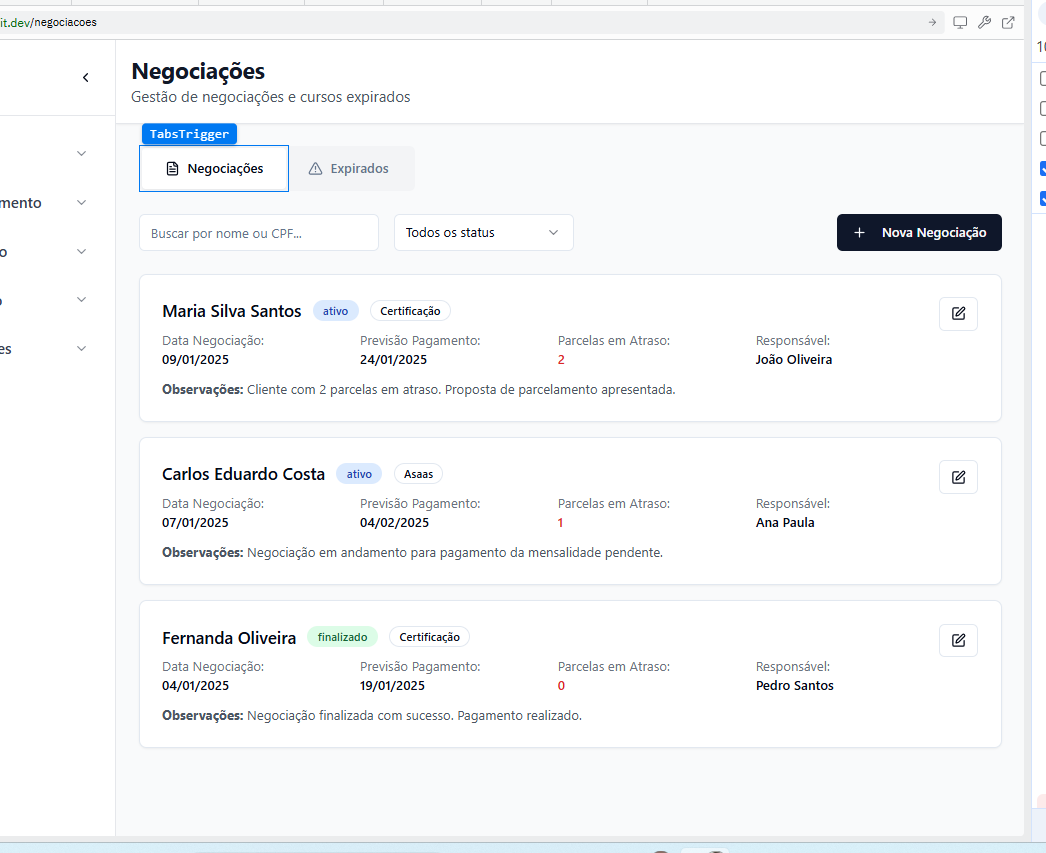 it.dev/negociacoes
Negociações
Gestão de negociações e cursos expirados
TabsTrigger
Negociações Expirados
mento
o
es
Buscar por nome ou CPF... Todos os status + Nova Negociação
Maria Silva Santos ativo Certificação
Data Negociação: Previsão Pagamento: Parcelas em Atraso: Responsável:
09/01/2025 24/01/2025 2 João Oliveira
Observações: Cliente com 2 parcelas em atraso. Proposta de parcelamento apresentada.
Carlos Eduardo Costa ativo Asaas
Data Negociação: Previsão Pagamento: Parcelas em Atraso: Responsável:
07/01/2025 04/02/2025 1 Ana Paula
Observações: Negociação em andamento para pagamento da mensalidade pendente.
Fernanda Oliveira finalizado Certificação
Data Negociação: Previsão Pagamento: Parcelas em Atraso: Responsável:
04/01/2025 19/01/2025 0 Pedro Santos
Observações: Negociação finalizada com sucesso. Pagamento realizado.